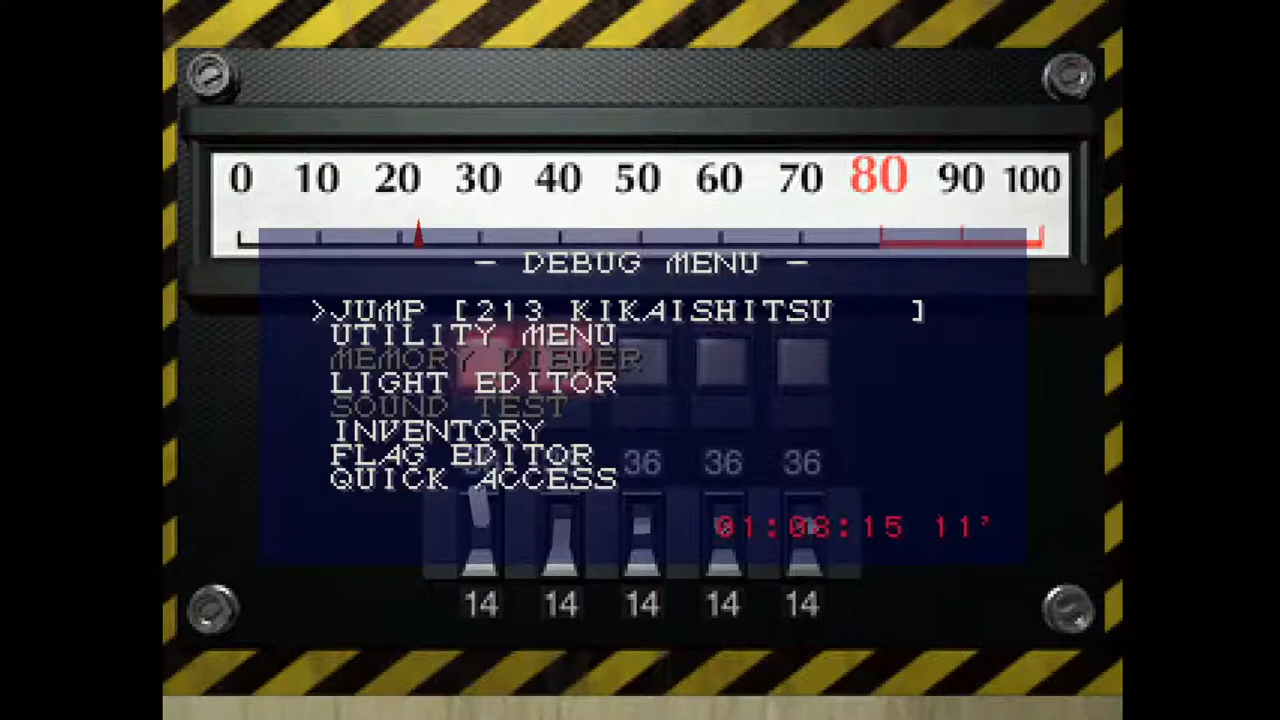 0 10 20 30 40 50 60 70 80 90 100
— DEBUG MENU —
>JUMP [213 KIKAISHITSU ]
UTILITY MENU
MEMORY VIEWER
LIGHT EDITOR
SOUND TEST
INVENTORY
FLAG EDITOR
36 36 36
QUICK ACCESS
01:08:15 11'
14 14 14 14 14